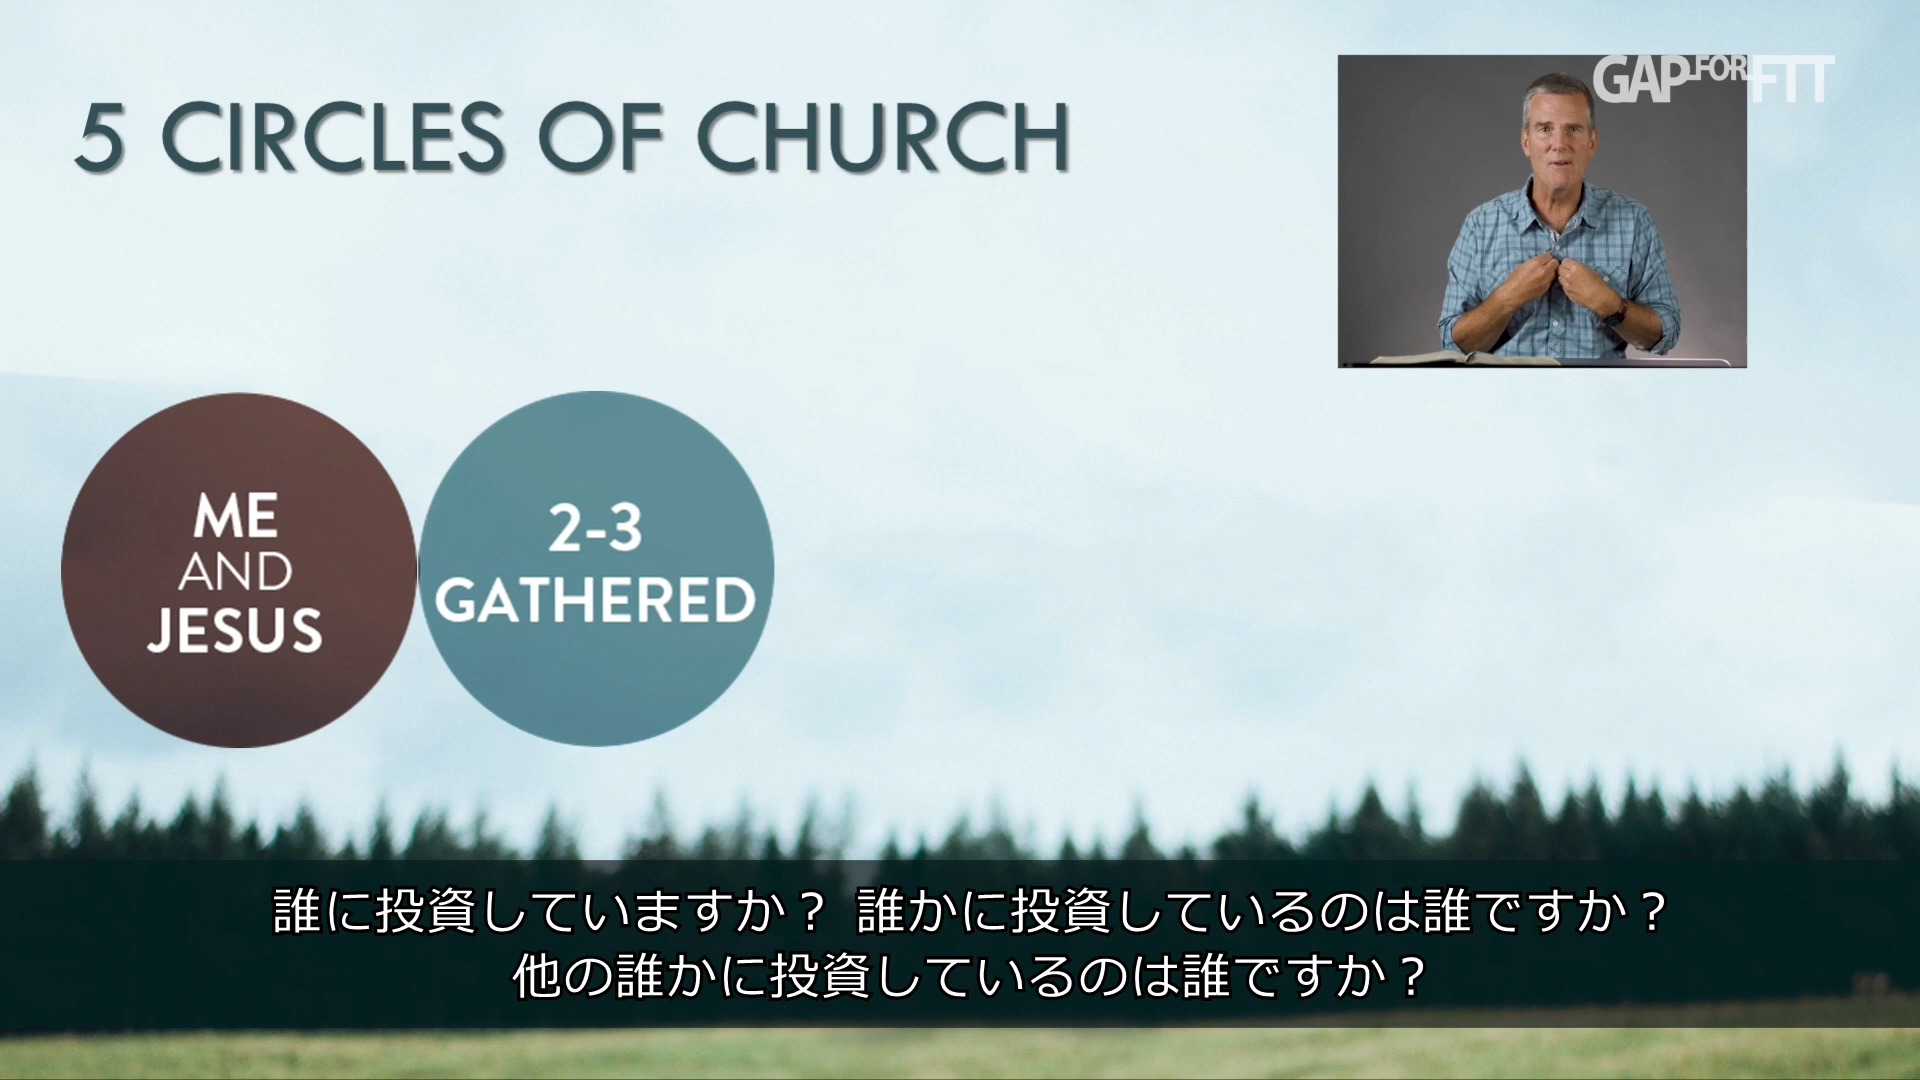 GAP FOR FTT
5 CIRCLES OF CHURCH
ME
AND
JESUS
2-3
GATHERED
誰に投資していますか？ 誰かに投資しているのは誰ですか？
他の誰かに投資しているのは誰ですか？